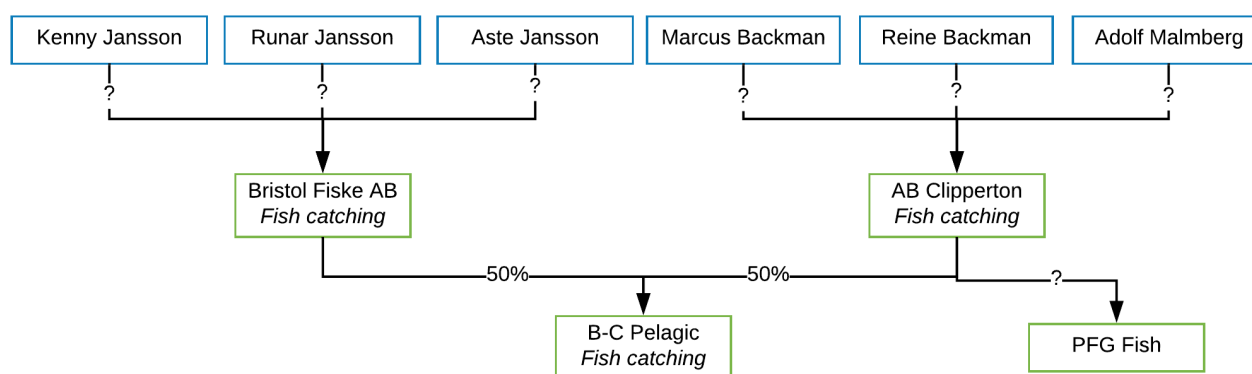 Kenny Jansson
Runar Jansson
Aste Jansson
Marcus Backman
Reine Backman
Adolf Malmberg
?
?
?
?
?
?
Bristol Fiske AB
Fish catching
AB Clipperton
Fish catching
50%
50%
?
B-C Pelagic
Fish catching
PFG Fish